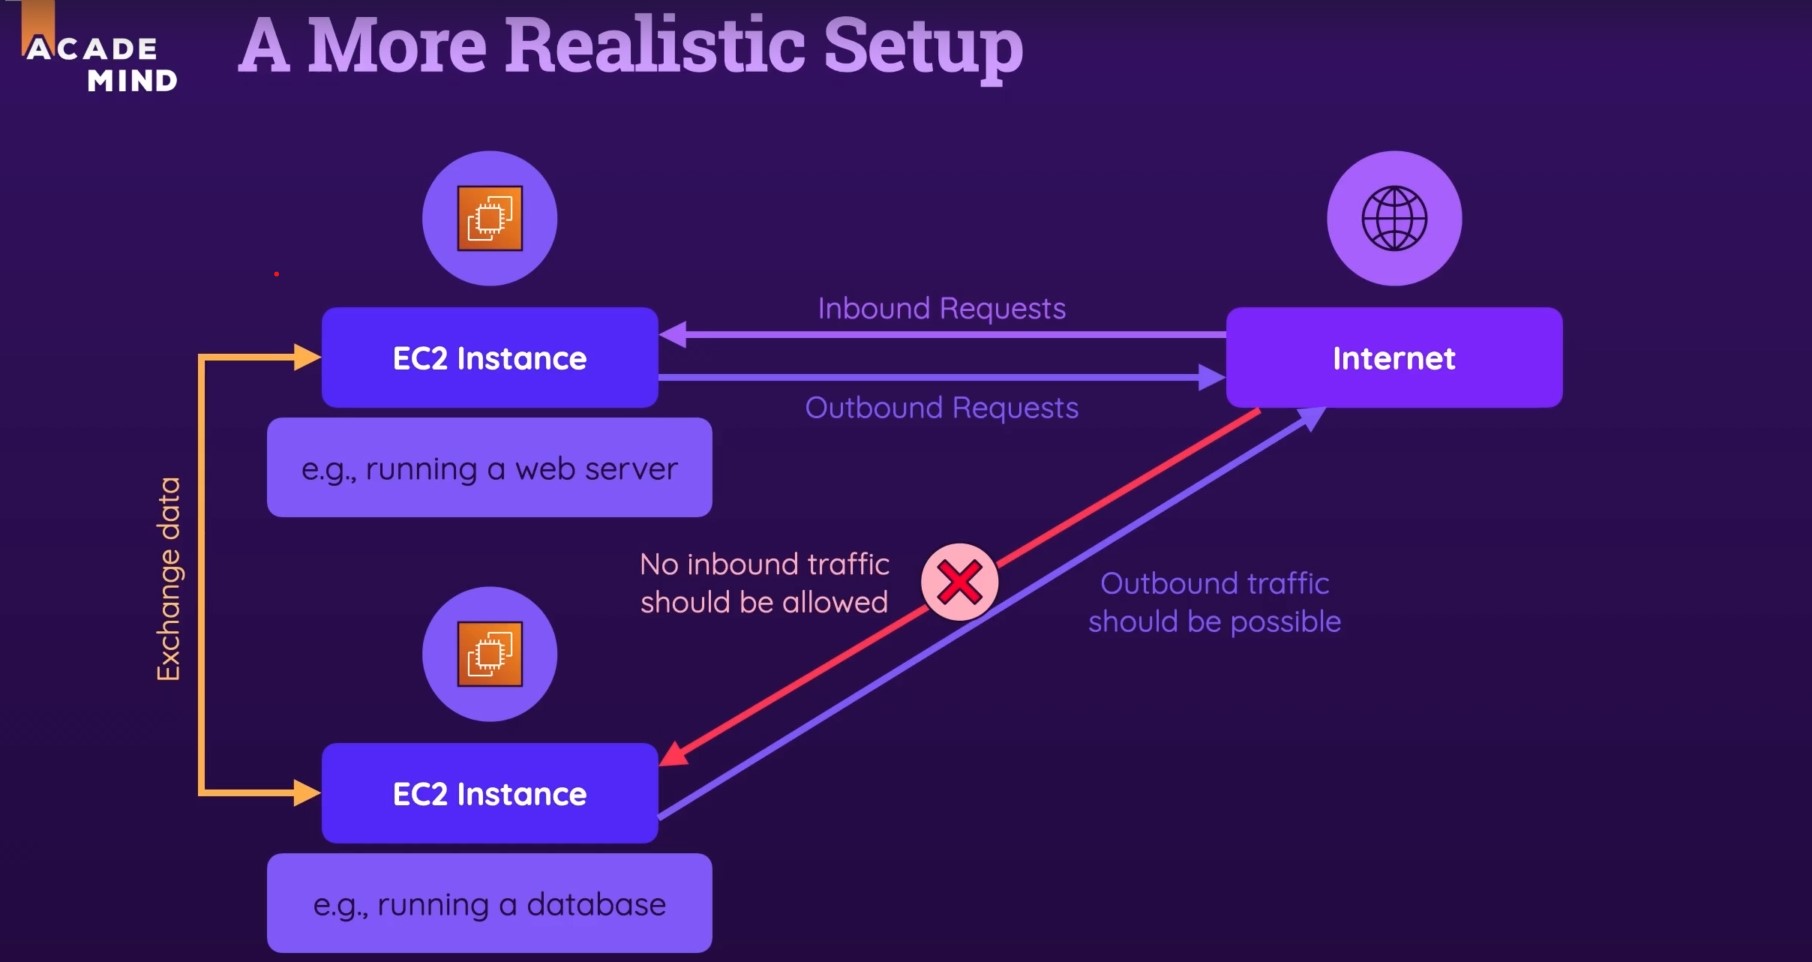 ACADE
MIND
A More Realistic Setup
Inbound Requests
EC2 Instance
Internet
Outbound Requests
e.g., running a web server
Exchange data
No inbound traffic
should be allowed
Outbound traffic
should be possible
EC2 Instance
e.g., running a database